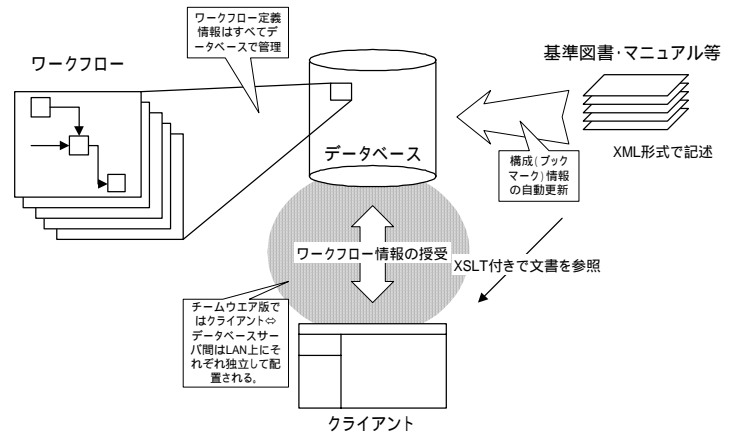 ワークフロー定義
情報はすべてデ
ータベースで管理
ワークフロー
基準図書・マニュアル等
データベース
構成(ブック
マーク)情報
の自動更新
XML形式で記述
ワークフロー情報の授受
XSLT付きで文書を参照
チームウエア版で
はクライアント⇔
データベースサー
バ間はLAN上にそ
れぞれ独立して配
置される。
クライアント